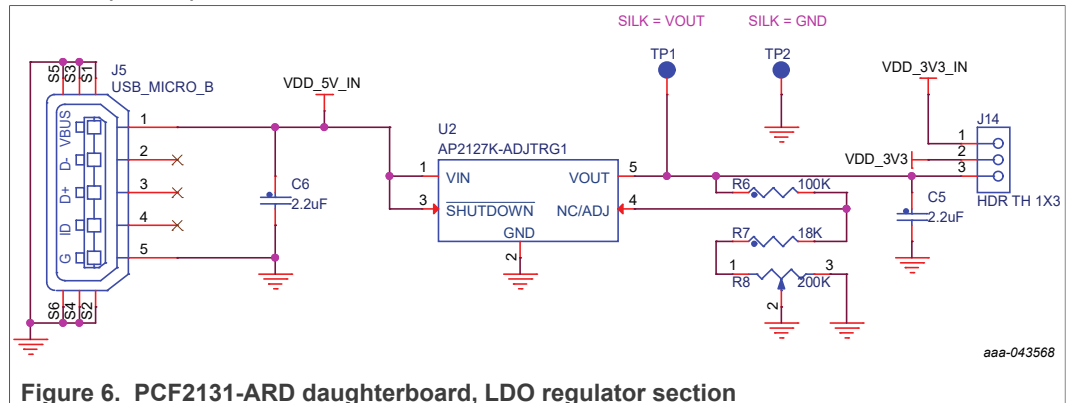 SILK = VOUT
SILK = GND
TP1
TP2
J5
USB_MICRO_B
S5
S3
S1
VDD_5V_IN
VDD_3V3_IN
J14
VBUS
1
D-
2
D+
3
ID
4
G
5
S6
S4
S2
C6
2.2uF
U2
AP2127K-ADJTRG1
1
VIN
VOUT
5
3
SHUTDOWN
NC/ADJ
4
GND
2
R6
100K
R7
18K
1
3
R8
200K
2
VDD_3V3
1
2
3
C5
2.2uF
HDR TH 1X3
aaa-043568
Figure 6. PCF2131-ARD daughterboard, LDO regulator section